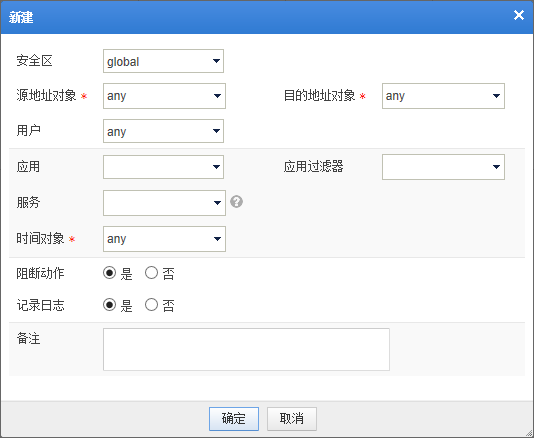 新建
安全区 global
源地址对象 * any 目的地址对象 * any
用户 any
应用 应用过滤器
服务 ?
时间对象 * any
阻断动作 是 否
记录日志 是 否
备注
确定 取消